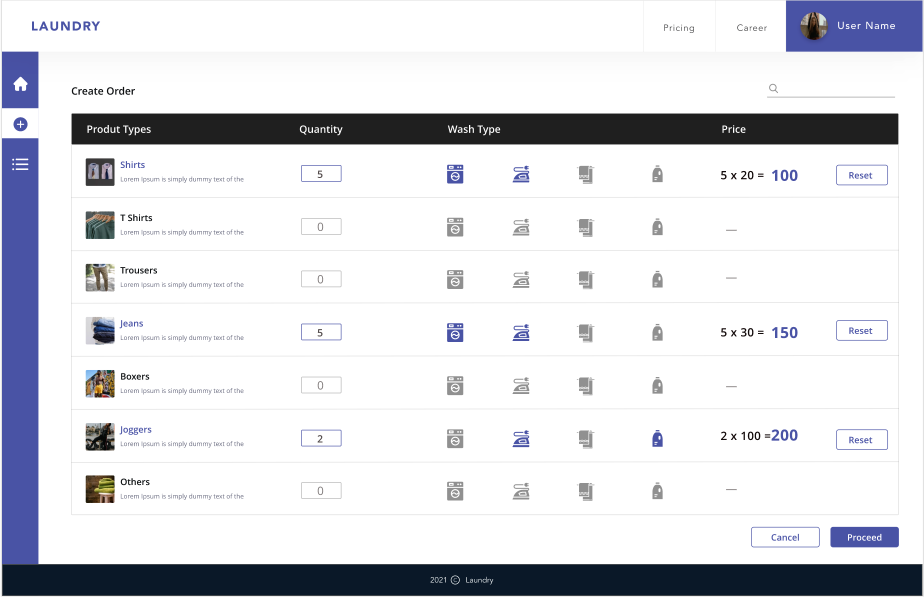 LAUNDRY
Pricing
Career
User Name
Create Order
Produt Types Quantity Wash Type Price
Shirts
Lorem Ipsum is simply dummy text of the
5
5 x 20 = 100
Reset
T Shirts
Lorem Ipsum is simply dummy text of the
0
—
Trousers
Lorem Ipsum is simply dummy text of the
0
—
Jeans
Lorem Ipsum is simply dummy text of the
5
5 x 30 = 150
Reset
Boxers
Lorem Ipsum is simply dummy text of the
0
—
Joggers
Lorem Ipsum is simply dummy text of the
2
2 x 100 =200
Reset
Others
Lorem Ipsum is simply dummy text of the
0
—
Cancel
Proceed
2021 © Laundry